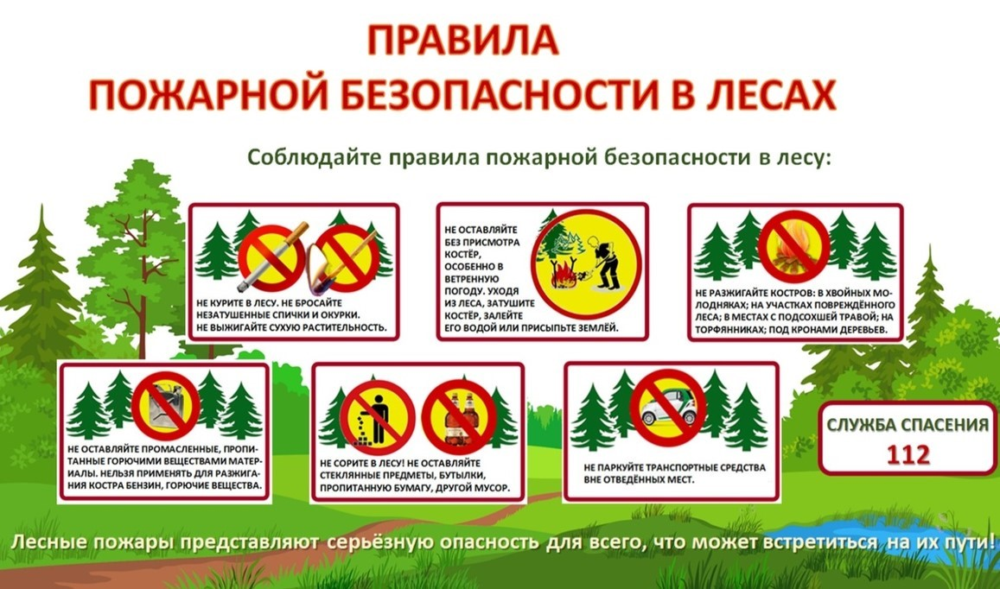 ПРАВИЛА
ПОЖАРНОЙ БЕЗОПАСНОСТИ В ЛЕСАХ
Соблюдайте правила пожарной безопасности в лесу:
НЕ КУРИТЕ В ЛЕСУ. НЕ БРОСАЙТЕ
НЕЗАТУШЕННЫЕ СПИЧКИ И ОКУРКИ.
НЕ ВЫЖИГАЙТЕ СУХУЮ РАСТИТЕЛЬНОСТЬ.
НЕ ОСТАВЛЯЙТЕ
БЕЗ ПРИСМОТРА
КОСТЁР,
ОСОБЕННО В
ВЕТРЕННУЮ
ПОГОДУ. УХОДЯ
ИЗ ЛЕСА, ЗАТУШИТЕ
КОСТЁР, ЗАЛЕЙТЕ
ЕГО ВОДОЙ ИЛИ ПРИСЫПЬТЕ ЗЕМЛЁЙ.
НЕ РАЗЖИГАЙТЕ КОСТРОВ: В ХВОЙНЫХ МО-
ЛОДНЯКАХ; НА УЧАСТКАХ ПОВРЕЖДЁННОГО
ЛЕСА; В МЕСТАХ С ПОДСОХШЕЙ ТРАВОЙ; НА
ТОРФЯННИКАХ; ПОД КРОНАМИ ДЕРЕВЬЕВ.
НЕ ОСТАВЛЯЙТЕ ПРОМАСЛЕННЫЕ, ПРОПИ-
ТАННЫЕ ГОРЮЧИМИ ВЕЩЕСТВАМИ МАТЕР-
ИАЛЫ. НЕЛЬЗЯ ПРИМЕНЯТЬ ДЛЯ РАЗЖИГА-
НИЯ КОСТРА БЕНЗИН, ГОРЮЧИЕ ВЕЩЕСТВА.
НЕ СОРИТЕ В ЛЕСУ! НЕ ОСТАВЛЯЙТЕ
СТЕКЛЯННЫЕ ПРЕДМЕТЫ, БУТЫЛКИ,
ПРОПИТАННУЮ БУМАГУ, ДРУГОЙ МУСОР.
НЕ ПАРКУЙТЕ ТРАНСПОРТНЫЕ СРЕДСТВА
ВНЕ ОТВЕДЁННЫХ МЕСТ.
СЛУЖБА СПАСЕНИЯ
112
Лесные пожары представляют серьёзную опасность для всего, что может встретиться на их пути!